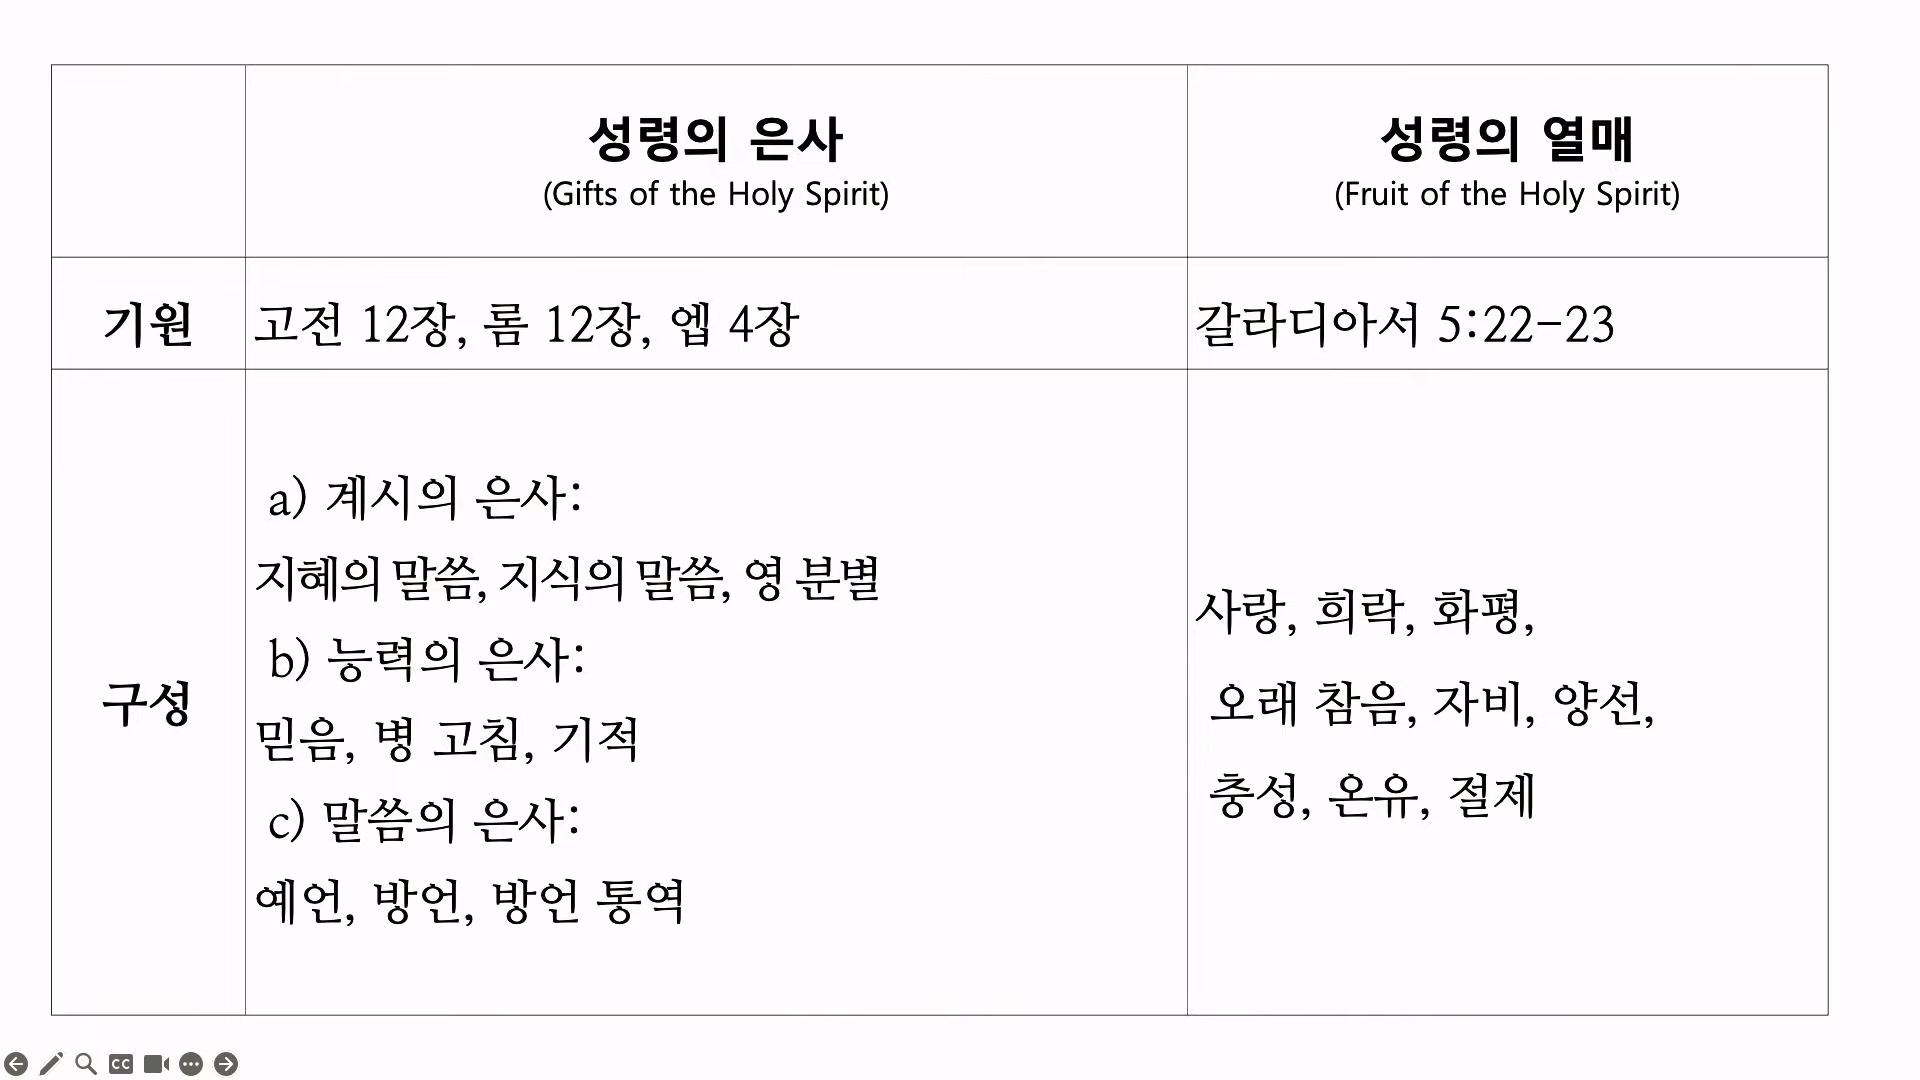 성령의 은사
(Gifts of the Holy Spirit)
성령의 열매
(Fruit of the Holy Spirit)
기원
고전 12장, 롬 12장, 엡 4장
갈라디아서 5:22-23
구성
a) 계시의 은사:
지혜의 말씀, 지식의 말씀, 영 분별
b) 능력의 은사:
믿음, 병 고침, 기적
c) 말씀의 은사:
예언, 방언, 방언 통역
사랑, 희락, 화평,
오래 참음, 자비, 양선,
충성, 온유, 절제
CC